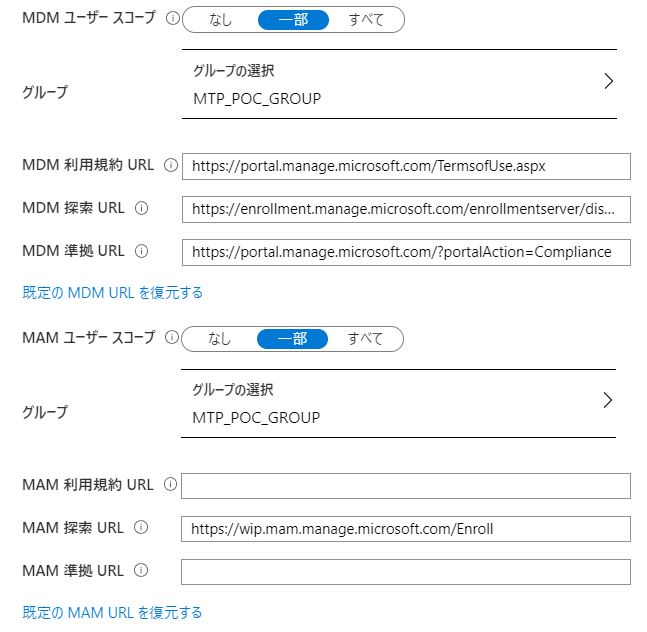 MDM ユーザー スコープ
なし 一部 すべて
グループ
グループの選択
MTP_POC_GROUP
MDM 利用規約 URL
https://portal.manage.microsoft.com/TermsofUse.aspx
MDM 探索 URL
https://enrollment.manage.microsoft.com/enrollmentserver/dis...
MDM 準拠 URL
https://portal.manage.microsoft.com/?portalAction=Compliance
既定の MDM URL を復元する
MAM ユーザー スコープ
なし 一部 すべて
グループ
グループの選択
MTP_POC_GROUP
MAM 利用規約 URL
MAM 探索 URL
https://wip.mam.manage.microsoft.com/Enroll
MAM 準拠 URL
既定の MAM URL を復元する